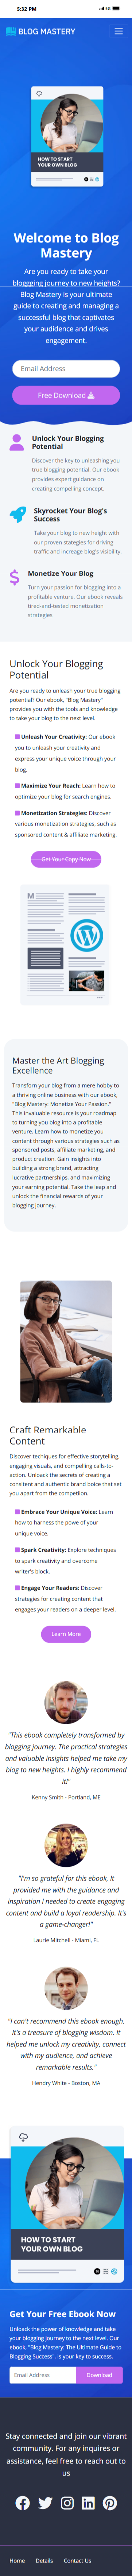 5:32 PM
5G
BLOG MASTERY
HOW TO START
YOUR OWN BLOG
Welcome to Blog
Mastery
Are you ready to take your
blogging journey to new heights?
Blog Mastery is your ultimate
guide to creating and managing a
successful blog that captivates
your audience and drives
engagement.
Email Address
Free Download
Unlock Your Blogging
Potential
Discover the key to unleashing you
true blogging potential. Our ebook
provides expert guidance on
creating compelling concept.
Skyrocket Your Blog's
Success
Take your blog to new height with
our proven stategies for driving
traffic and increage blog's visibility.
Monetize Your Blog
Turn your passion for blogging into a
profitable venture. Our ebook reveals
tired-and-tested monetization
strategies
Unlock Your Blogging
Potential
Are you ready to unleash your true blogging
potential? Our ebook, "Blog Mastery"
provides you with the tools and knowledge
to take your blog to the next level.
Unleash Your Creativity: Our ebook
you to unleash your creativity and
express your unique voice through your
blog.
Maximize Your Reach: Learn how to
optimize your blog for search engines.
Monetization Strategies: Discover
various monetization strategies, such as
sponsored content & affiliate marketing.
Get Your Copy Now
Master the Art Blogging
Excellence
Transform your blog from a mere hobby to
a thriving online business with our ebook,
"Blog Mastery: Monetize Your Passion."
This invaluable resource is your roadmap
to turning you blog into a profitable
venture. Learn how to monetize you
content through various strategies such as
sponsored posts, affiliate marketing, and
product creation. Gain insights into
building a strong brand, attracting
lucrative partnerships, and maximizing
your earning potential. Take the leap and
unlock the financial rewards of your
blogging journey.
Craft Remarkable
Content
Discover techniques for effective storytelling,
engaging visuals, and compelling calls-to-
action. Unloack the secrets of creating a
consistent and authentic brand boice that set
you apart from the competition.
Embrace Your Unique Voice: Learn
how to harness the powe of your
unique voice.
Spark Creativity: Explore techniques
to spark creativity and overcome
writer's block.
Engage Your Readers: Discover
strategies for creating content that
engages your readers on a deeper level.
Learn More
"This ebook completely transformed by
blogging journey. The practical strategies
and valuable insights helped me take my
blog to new heights. I highly recommend
it!"
Kenny Smith - Portland, ME
"I'm so grateful for this ebook, It
provided me with the guidance and
inspiration I needed to create engaging
content and build a loyal readership. It's
a game-changer!"
Laurie Mitchell - Miami, FL
"I can't recommend this ebook enough.
It's a treasure of blogging wisdom. It
helped me unlock my creativity, connect
with my audience, and achieve
remarkable results."
Hendry White - Boston, MA
HOW TO START
YOUR OWN BLOG
Get Your Free Ebook Now
Unlock the power of knowledge and take
your blogging journey to the next level. Our
ebook, "Blog Mastery: The Ultimate Guide to
Blogging Success", is your key to success.
Email Address
Download
Stay connected and join our vibrant
community. For any inquires or
assistance, feel free to reach out to
us
Home Details Contact Us